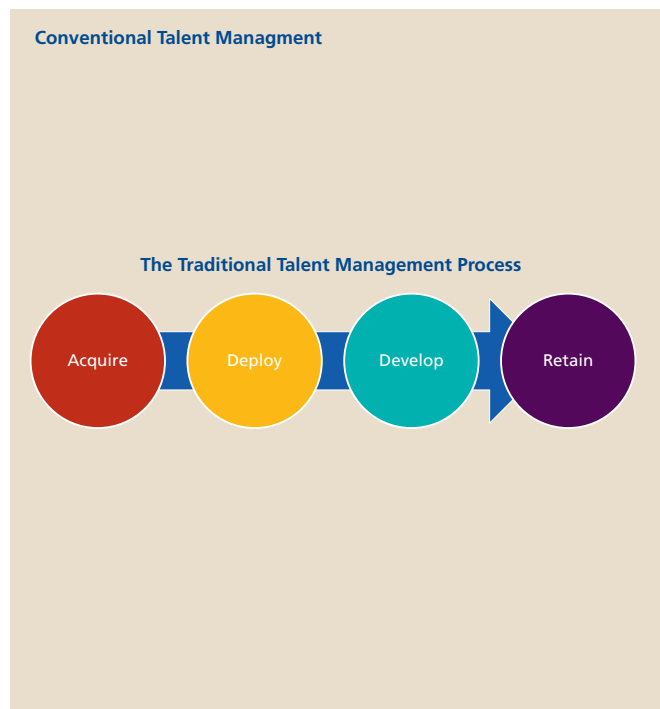 Conventional Talent Managment
The Traditional Talent Management Process
Acquire
Deploy
Develop
Retain